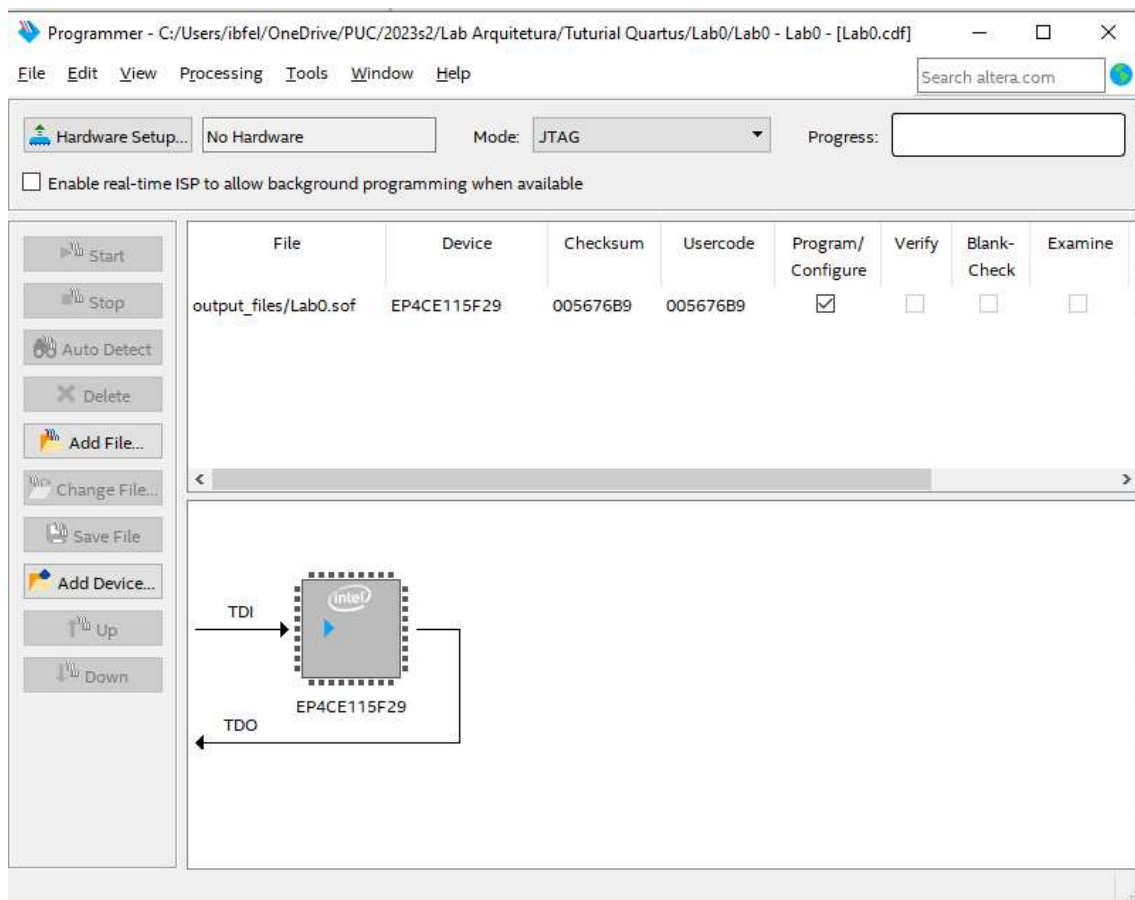 Programmer - C:/Users/ibfel/OneDrive/PUC/2023s2/Lab Arquitetura/Tuturial Quartus/Lab0/Lab0 - Lab0 - [Lab0.cdf]
File Edit View Processing Tools Window Help
Search altera.com
Hardware Setup... No Hardware Mode: JTAG Progress:
Enable real-time ISP to allow background programming when available
Start
Stop
Auto Detect
Delete
Add File...
Change File...
Save File
Add Device...
Up
Down
File Device Checksum Usercode Program/ Verify Blank- Examine
Configure Check
output_files/Lab0.sof EP4CE115F29 005676B9 005676B9
intel
TDI
EP4CE115F29
TDO